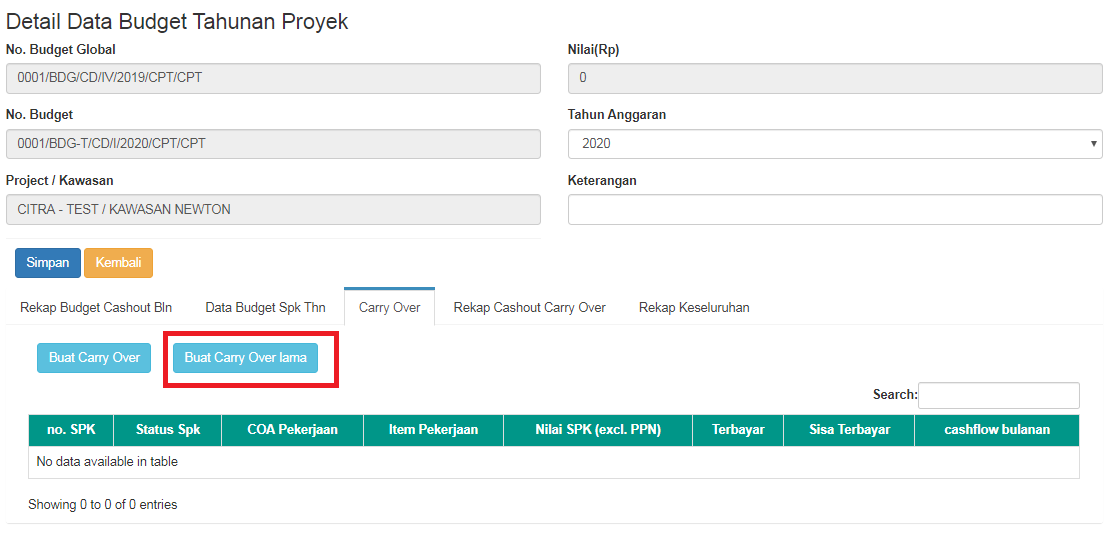 Detail Data Budget Tahunan Proyek
No. Budget Global
Nilai(Rp)
0001/BDG/CD/IV/2019/CPT/CPT
0
No. Budget
Tahun Anggaran
0001/BDG-T/CD/I/2020/CPT/CPT
2020
Project / Kawasan
Keterangan
CITRA - TEST / KAWASAN NEWTON
Simpan Kembali
Rekap Budget Cashout Bln Data Budget Spk Thn Carry Over Rekap Cashout Carry Over Rekap Keseluruhan
Buat Carry Over Buat Carry Over lama
Search:
no. SPK Status Spk COA Pekerjaan Item Pekerjaan Nilai SPK (excl. PPN) Terbayar Sisa Terbayar cashflow bulanan
No data available in table
Showing 0 to 0 of 0 entries